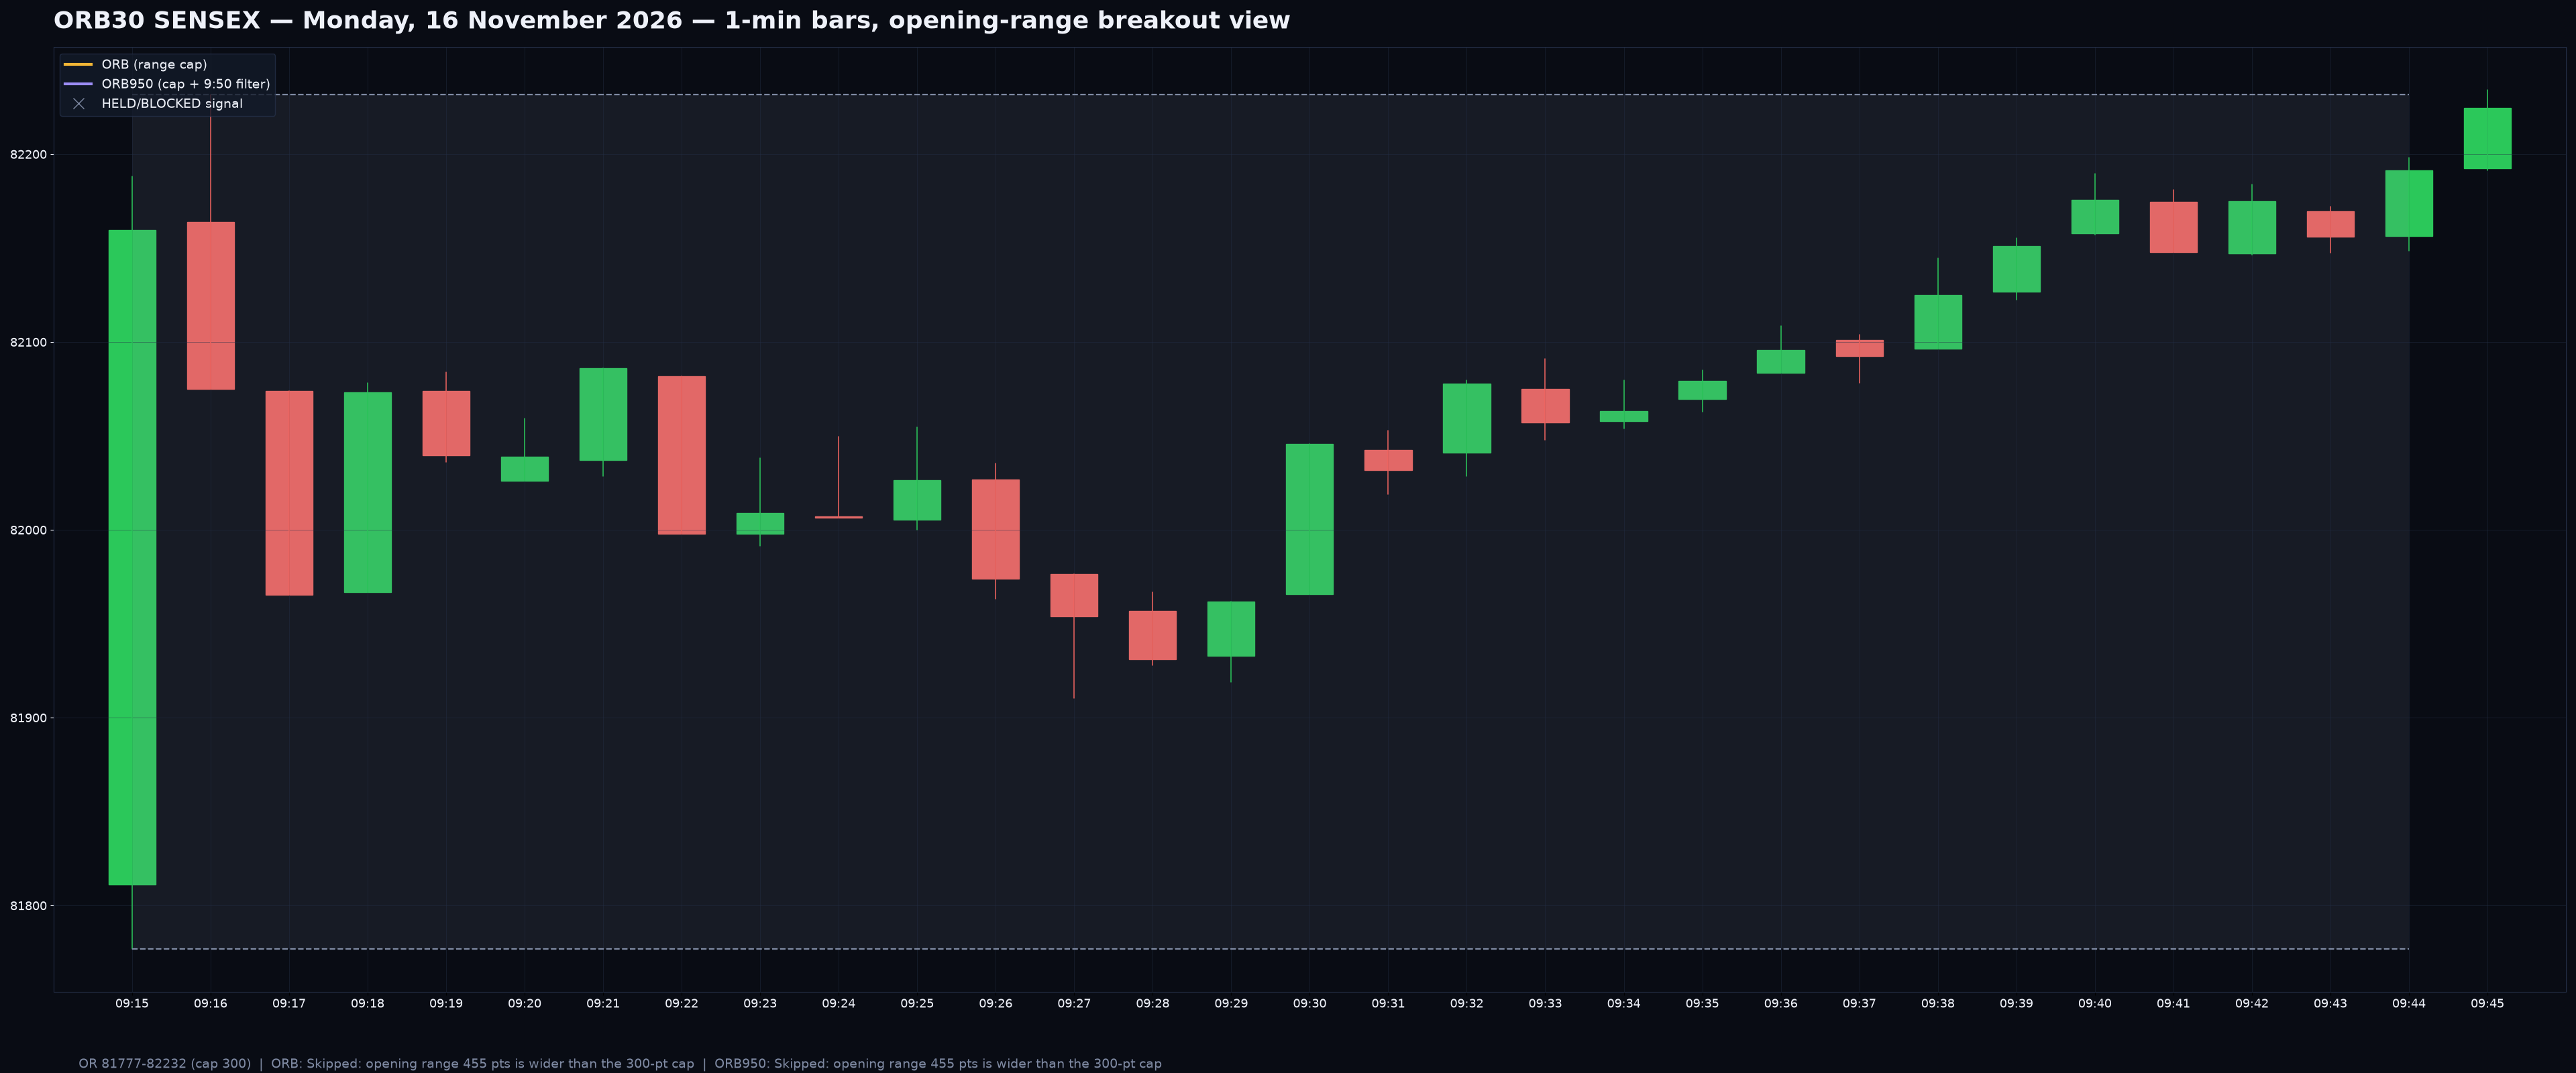 ORB30 SENSEX — Monday, 16 November 2026 — 1-min bars, opening-range breakout view
ORB (range cap)
ORB950 (cap + 9:50 filter)
HELD/BLOCKED signal
82200
82100
82000
81900
81800
09:15 09:16 09:17 09:18 09:19 09:20 09:21 09:22 09:23 09:24 09:25 09:26 09:27 09:28 09:29 09:30 09:31 09:32 09:33 09:34 09:35 09:36 09:37 09:38 09:39 09:40 09:41 09:42 09:43 09:44 09:45
OR 81777-82232 (cap 300) | ORB: Skipped: opening range 455 pts is wider than the 300-pt cap | ORB950: Skipped: opening range 455 pts is wider than the 300-pt cap